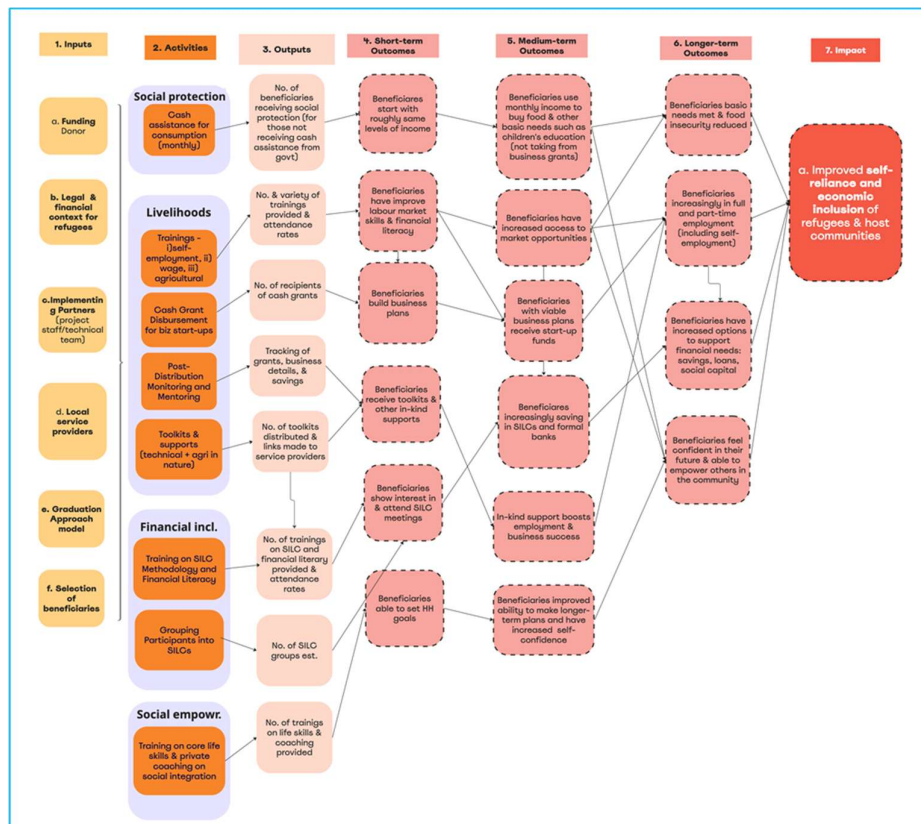 1. Inputs
2. Activities
3. Outputs
4. Short-term
Outcomes
5. Medium-term
Outcomes
6. Longer-term
Outcomes
7. Impact
a. Funding
Donor
b. Legal & 
financial
context for
refugees
c.Implementin
g Partners
(project
staff/technical
team)
d. Local
service
providers
e. Graduation
Approach
model
f. Selection
of
beneficiaries
Social protection
Cash
assistance for
consumption
(monthly)
Livelihoods
Trainings -
i)self-
employment, ii)
wage, iii)
agricultural
Cash Grant
Disbursement
for biz start-ups
Post-
Distribution
Monitoring and
Mentoring
Toolkits &
supports
(technical + agri in
nature)
Financial incl.
Training on SILC
Methodology and
Financial Literacy
Grouping
Participants into
SILCs
Social empowr.
Training on core life
skills & private
coaching on
social integration
No. of
beneficiaries
receiving social
protection (for
those not
receiving cash
assistance from
govt)
No. & variety of
trainings
provided &
attendance
rates
No. of recipients
of cash grants
Tracking of
grants, business
details, &
savings
No. of toolkits
distributed &
links made to
service providers
No. of trainings
on SILC and
financial literary
provided &
attendance
rates
No. of SILC
groups est.
No. of trainigs
on life skills &
coaching
provided
Beneficiares
start with
roughly same
levels of income
Beneficiaries
have improve
labour market
skills & financial
literacy
Beneficiaries
build business
plans
Beneficiaries
receive toolkits &
other in-kind
supports
Beneficiaries
show interest in
& attend SILC
meetings
Beneficiaries
able to set HH
goals
Beneficiaries use
monthly income to
buy food & other
basic needs such as
children's education
(not taking from
business grants)
Beneficiaries have
increased access to
market opportunities
Beneficiaries
with viable
business plans
receive start-up
funds
Beneficiares
increasingly saving
in SILCs and formal
banks
In-kind support boosts
employment &
business success
Beneficiaries improved
ability to make longer-
term plans and have
increased self-
confidence
Beneficiaries basic
needs met & food
insecurity reduced
Beneficiaries
increasingly in full
and part-time
employment
(including self-
employment)
Beneficiaries have
increased options to
support financial needs:
savings, loans,
social capital
Beneficiaries feel
confident in their
future & able to
empower others in
the community
a. Improved self-
reliance and
economic
inclusion of
refugees & host
communities